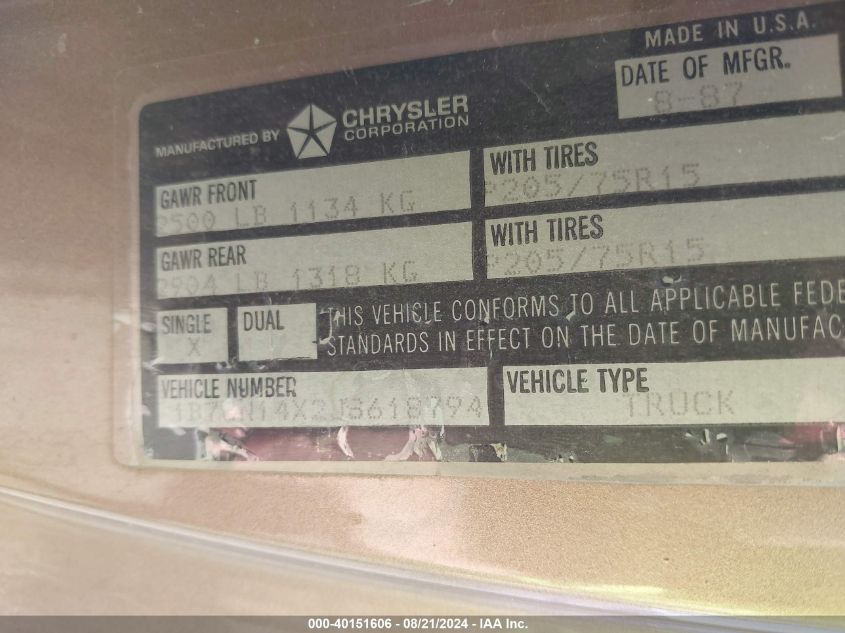 MADE IN U.S.A.
DATE OF MFGR.
8-87
MANUFACTURED BY CHRYSLER CORPORATION
GAWR FRONT
2500 LB 1134 KG
WITH TIRES
P205/75R15
GAWR REAR
2904 LB 1318 KG
WITH TIRES
P205/75R15
SINGLE
X
DUAL
THIS VEHICLE CONFORMS TO ALL APPLICABLE FEDE
STANDARDS IN EFFECT ON THE DATE OF MANUFAC
VEHICLE NUMBER
VEHICLE TYPE
TRUCK
000-40151606 - 08/21/2024 - IAA Inc.